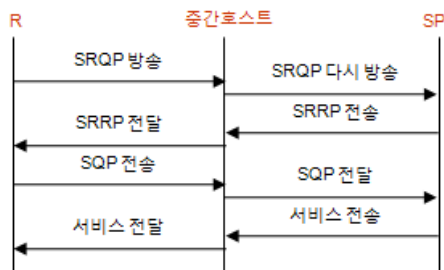 R 중간호스트 SP
SRQP 방송
SRQP 다시 방송
SRRP 전송
SRRP 전달
SQP 전송
SQP 전달
서비스 전송
서비스 전달